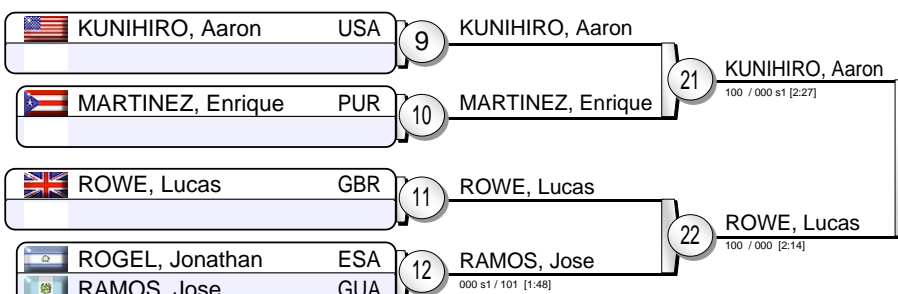 KUNIHIRO, Aaron USA
9
KUNIHIRO, Aaron
MARTINEZ, Enrique PUR
10
MARTINEZ, Enrique
21
KUNIHIRO, Aaron
100 / 000 s1 [2:27]
ROWE, Lucas GBR
11
ROWE, Lucas
ROGEL, Jonathan ESA
RAMOS, Jose GUA
12
RAMOS, Jose
000 s1 / 101 [1:48]
22
ROWE, Lucas
100 / 000 [2:14]